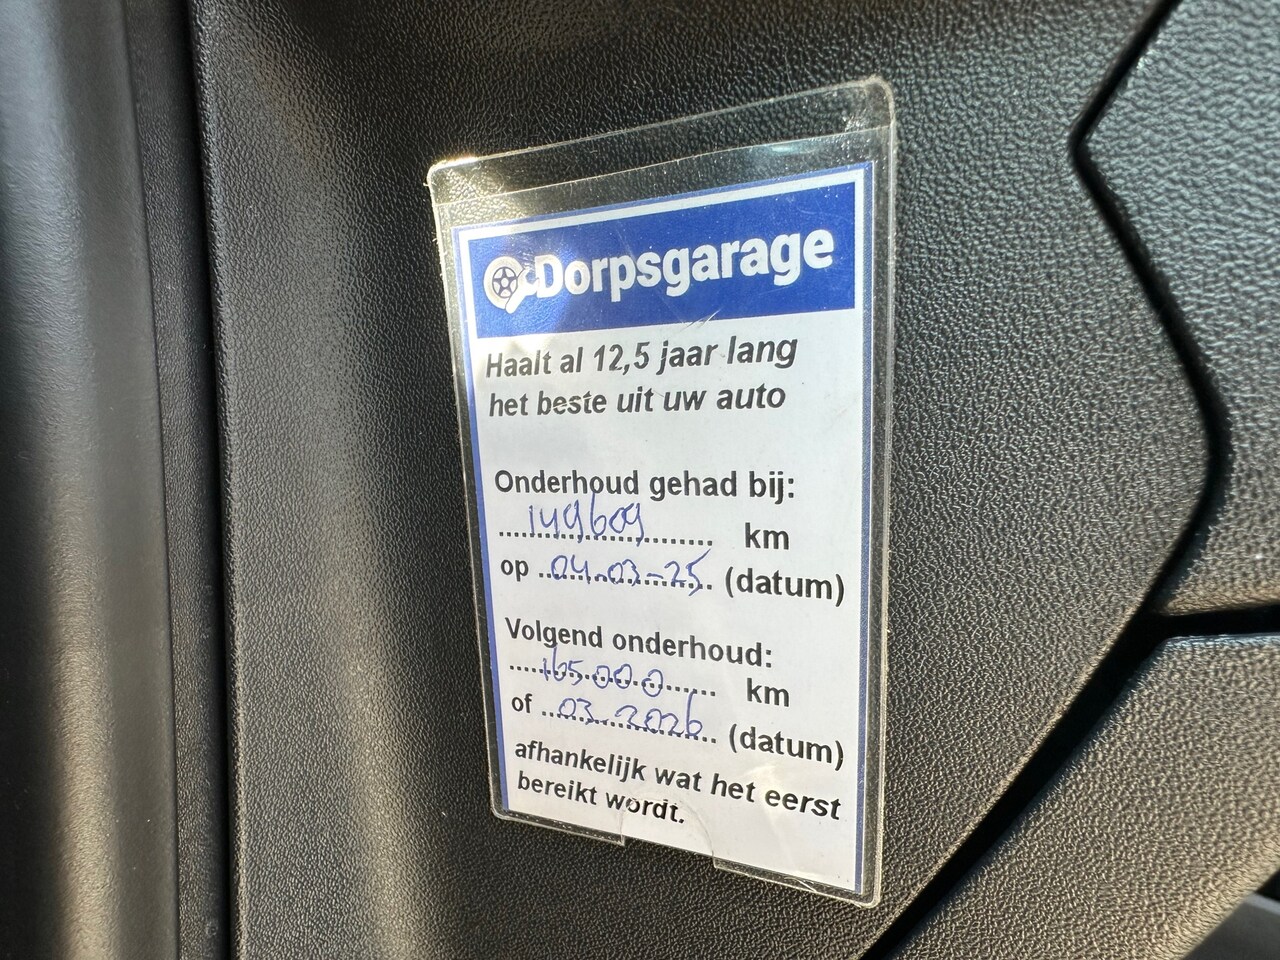 Dorpsgarage
Haalt al 12,5 jaar lang
het beste uit uw auto
Onderhoud gehad bij:
149609 km
op 04-03-25 (datum)
Volgend onderhoud:
165.000 km
of 03-2026 (datum)
afhankelijk wat het eerst
bereikt wordt.